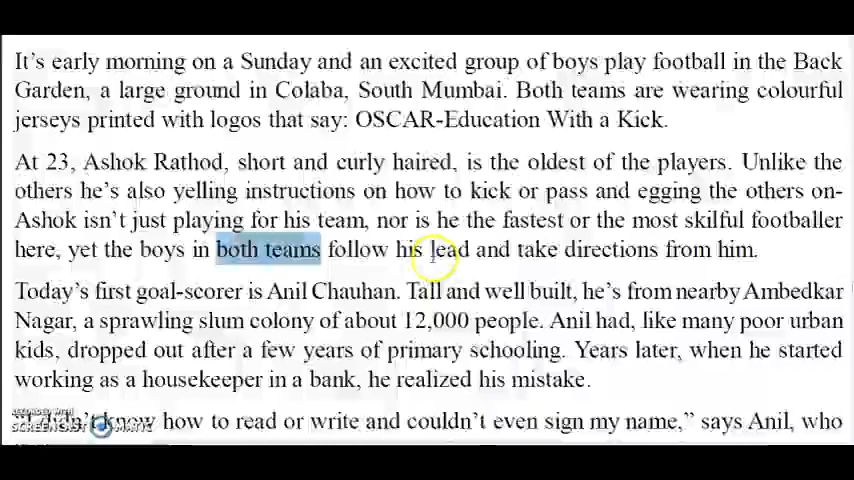 It's early morning on a Sunday and an excited group of boys play football in the Back
Garden, a large ground in Colaba, South Mumbai. Both teams are wearing colourful
jerseys printed with logos that say: OSCAR-Education With a Kick.
At 23, Ashok Rathod, short and curly haired, is the oldest of the players. Unlike the
others he's also yelling instructions on how to kick or pass and egging the others on-
Ashok isn't just playing for his team, nor is he the fastest or the most skilful footballer
here, yet the boys in both teams follow his lead and take directions from him.
Today's first goal-scorer is Anil Chauhan. Tall and well built, he's from nearby Ambedkar
Nagar, a sprawling slum colony of about 12,000 people. Anil had, like many poor urban
kids, dropped out after a few years of primary schooling. Years later, when he started
working as a housekeeper in a bank, he realized his mistake.
"I didn't know how to read or write and couldn't even sign my name," says Anil, who
RECORDED WITH
SCREENCAST MATIC